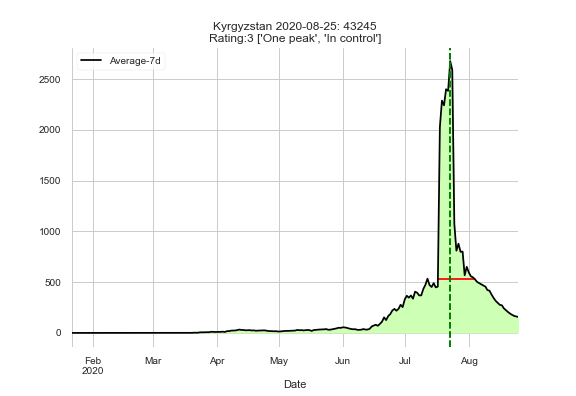 Kyrgyzstan 2020-08-25: 43245
Rating:3 ['One peak', 'In control']
Average-7d
2500
2000
1500
1000
500
0
Feb Mar Apr May Jun Jul Aug
2020
Date